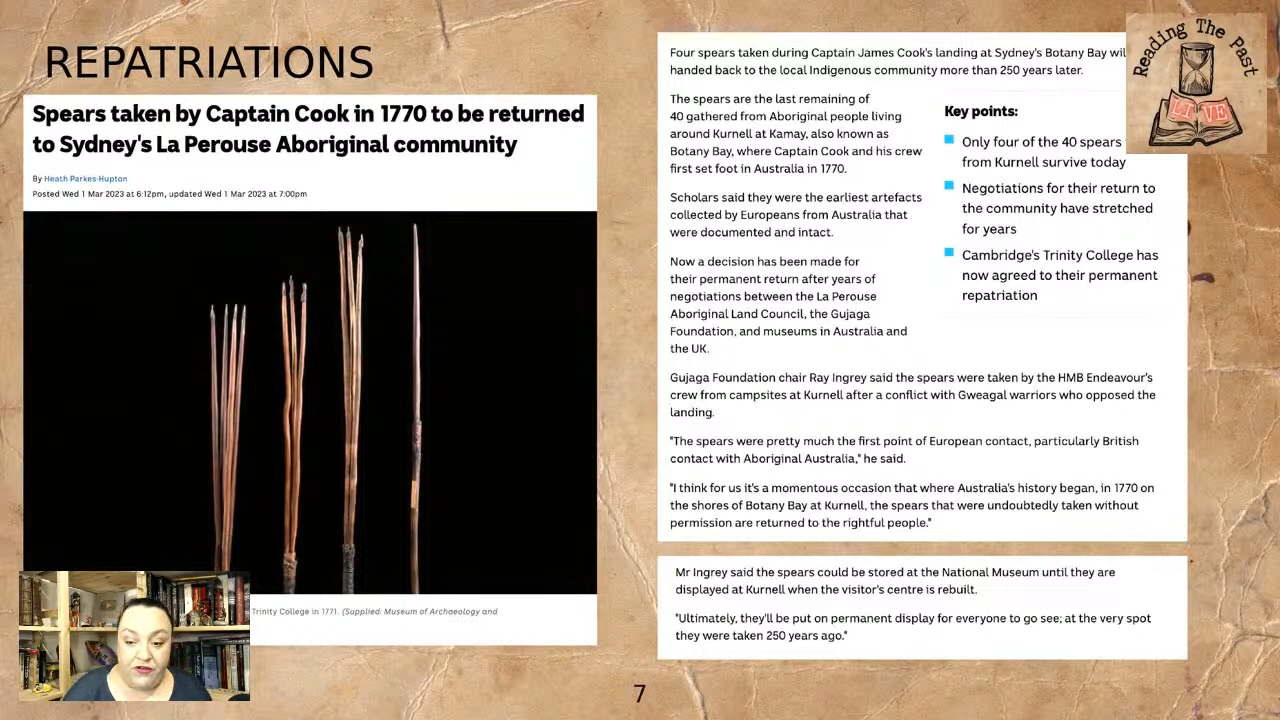 REPATRIATIONS
Spears taken by Captain Cook in 1770 to be returned
to Sydney's La Perouse Aboriginal community
By Heath Parkes-Hupton
Posted Wed 1 Mar 2023 at 6:12pm, updated Wed 1 Mar 2023 at 7:00pm
Trinity College in 1771. (Supplied: Museum of Archaeology and
Four spears taken during Captain James Cook's landing at Sydney's Botany Bay
handed back to the local Indigenous community more than 250 years later.
The spears are the last remaining of
40 gathered from Aboriginal people living
around Kurnell at Kamay, also known as
Botany Bay, where Captain Cook and his crew
first set foot in Australia in 1770.
Scholars said they were the earliest artefacts
collected by Europeans from Australia that
were documented and intact.
Now a decision has been made for
their permanent return after years of
negotiations between the La Perouse
Aboriginal Land Council, the Gujaga
Foundation, and museums in Australia and
the UK.
Key points:
Only four of the 40 spears
from Kurnell survive today
Negotiations for their return to
the community have stretched
for years
Cambridge's Trinity College has
now agreed to their permanent
repatriation
Gujaga Foundation chair Ray Ingrey said the spears were taken by the HMB Endeavour's
crew from campsites at Kurnell after a conflict with Gweagal warriors who opposed the
landing.
"The spears were pretty much the first point of European contact, particularly British
contact with Aboriginal Australia," he said.
"I think for us it's a momentous occasion that where Australia's history began, in 1770 on
the shores of Botany Bay at Kurnell, the spears that were undoubtedly taken without
permission are returned to the rightful people."
Mr Ingrey said the spears could be stored at the National Museum until they are
displayed at Kurnell when the visitor's centre is rebuilt.
"Ultimately, they'll be put on permanent display for everyone to go see; at the very spot
they were taken 250 years ago."
Reading The Past
LIVE
7